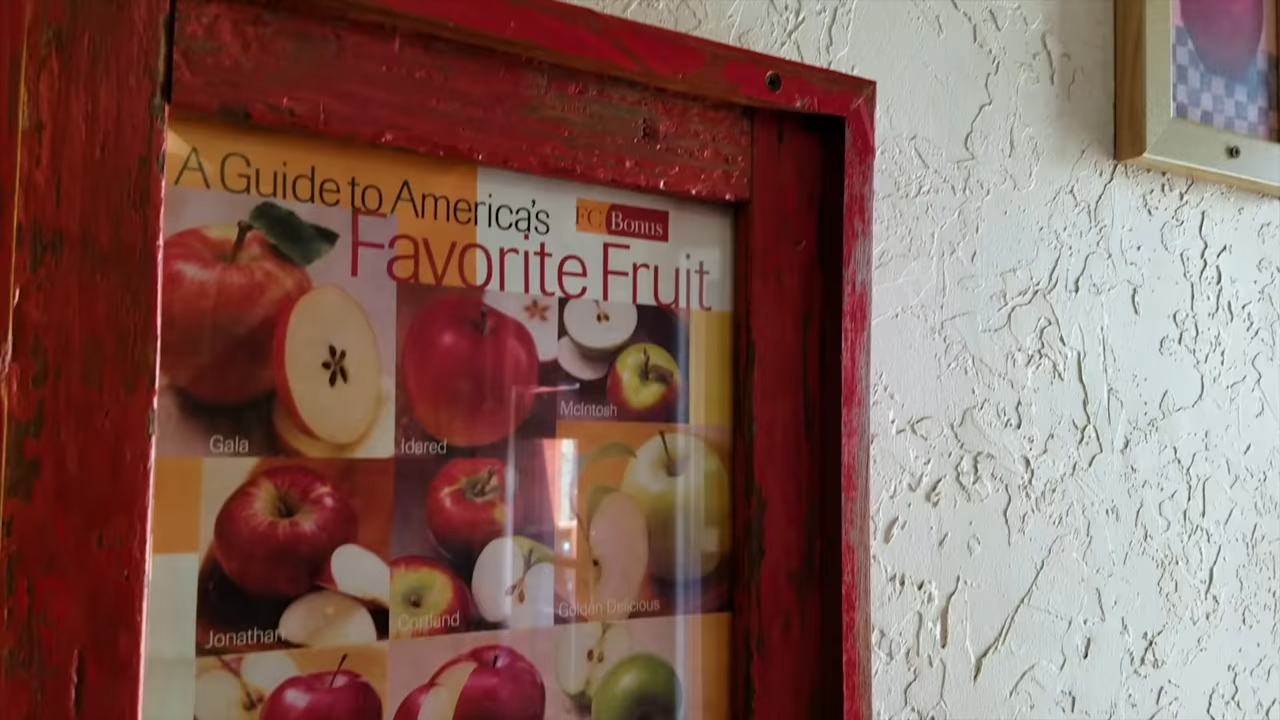 A Guide to America's
FC Bonus
Favorite Fruit
Gala
Idared
McIntosh
Jonathan
Cortland
Golden Delicious